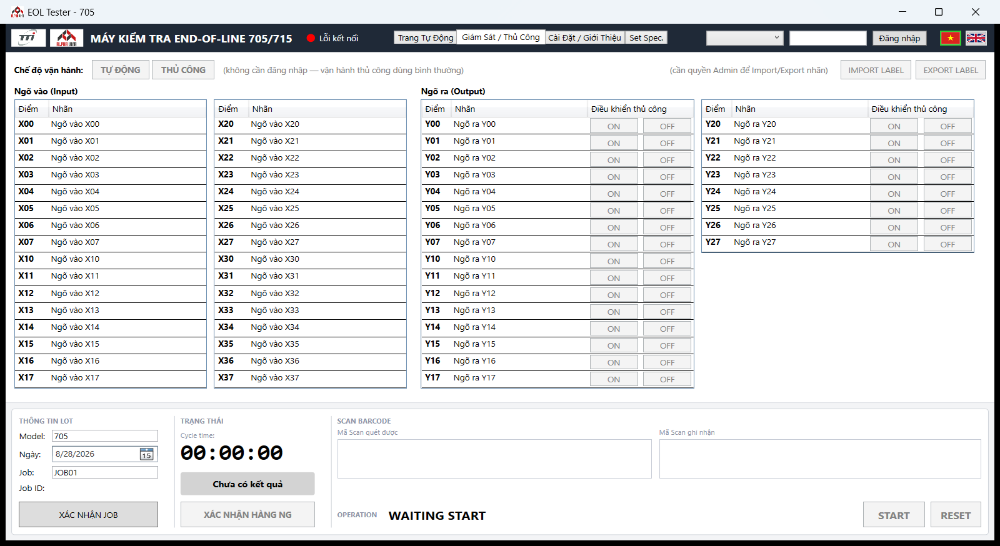 EOL Tester - 705
TTI ALPHA VINA MÁY KIỂM TRA END-OF-LINE 705/715 Lỗi kết nối Trang Tự Động Giám Sát / Thủ Công Cài Đặt / Giới Thiệu Set Spec. Đăng nhập
Chế độ vận hành: TỰ ĐỘNG THỦ CÔNG (không cần đăng nhập — vận hành thủ công dùng bình thường) (cần quyền Admin để Import/Export nhãn) IMPORT LABEL EXPORT LABEL
Ngõ vào (Input) Ngõ ra (Output)
Điểm Nhãn Điểm Nhãn Điểm Nhãn Điều khiển thủ công Điểm Nhãn Điều khiển thủ công
X00 Ngõ vào X00 X20 Ngõ vào X20 Y00 Ngõ ra Y00 ON OFF Y20 Ngõ ra Y20 ON OFF
X01 Ngõ vào X01 X21 Ngõ vào X21 Y01 Ngõ ra Y01 ON OFF Y21 Ngõ ra Y21 ON OFF
X02 Ngõ vào X02 X22 Ngõ vào X22 Y02 Ngõ ra Y02 ON OFF Y22 Ngõ ra Y22 ON OFF
X03 Ngõ vào X03 X23 Ngõ vào X23 Y03 Ngõ ra Y03 ON OFF Y23 Ngõ ra Y23 ON OFF
X04 Ngõ vào X04 X24 Ngõ vào X24 Y04 Ngõ ra Y04 ON OFF Y24 Ngõ ra Y24 ON OFF
X05 Ngõ vào X05 X25 Ngõ vào X25 Y05 Ngõ ra Y05 ON OFF Y25 Ngõ ra Y25 ON OFF
X06 Ngõ vào X06 X26 Ngõ vào X26 Y06 Ngõ ra Y06 ON OFF Y26 Ngõ ra Y26 ON OFF
X07 Ngõ vào X07 X27 Ngõ vào X27 Y07 Ngõ ra Y07 ON OFF Y27 Ngõ ra Y27 ON OFF
X10 Ngõ vào X10 X30 Ngõ vào X30 Y10 Ngõ ra Y10 ON OFF
X11 Ngõ vào X11 X31 Ngõ vào X31 Y11 Ngõ ra Y11 ON OFF
X12 Ngõ vào X12 X32 Ngõ vào X32 Y12 Ngõ ra Y12 ON OFF
X13 Ngõ vào X13 X33 Ngõ vào X33 Y13 Ngõ ra Y13 ON OFF
X14 Ngõ vào X14 X34 Ngõ vào X34 Y14 Ngõ ra Y14 ON OFF
X15 Ngõ vào X15 X35 Ngõ vào X35 Y15 Ngõ ra Y15 ON OFF
X16 Ngõ vào X16 X36 Ngõ vào X36 Y16 Ngõ ra Y16 ON OFF
X17 Ngõ vào X17 X37 Ngõ vào X37 Y17 Ngõ ra Y17 ON OFF
THÔNG TIN LOT
Model: 705
Ngày: 8/28/2026 15
Job: JOB01
Job ID:
XÁC NHẬN JOB
TRẠNG THÁI
Cycle time:
00:00:00
Chưa có kết quả
XÁC NHẬN HÀNG NG
SCAN BARCODE
Mã Scan quét được Mã Scan ghi nhận
OPERATION WAITING START START RESET